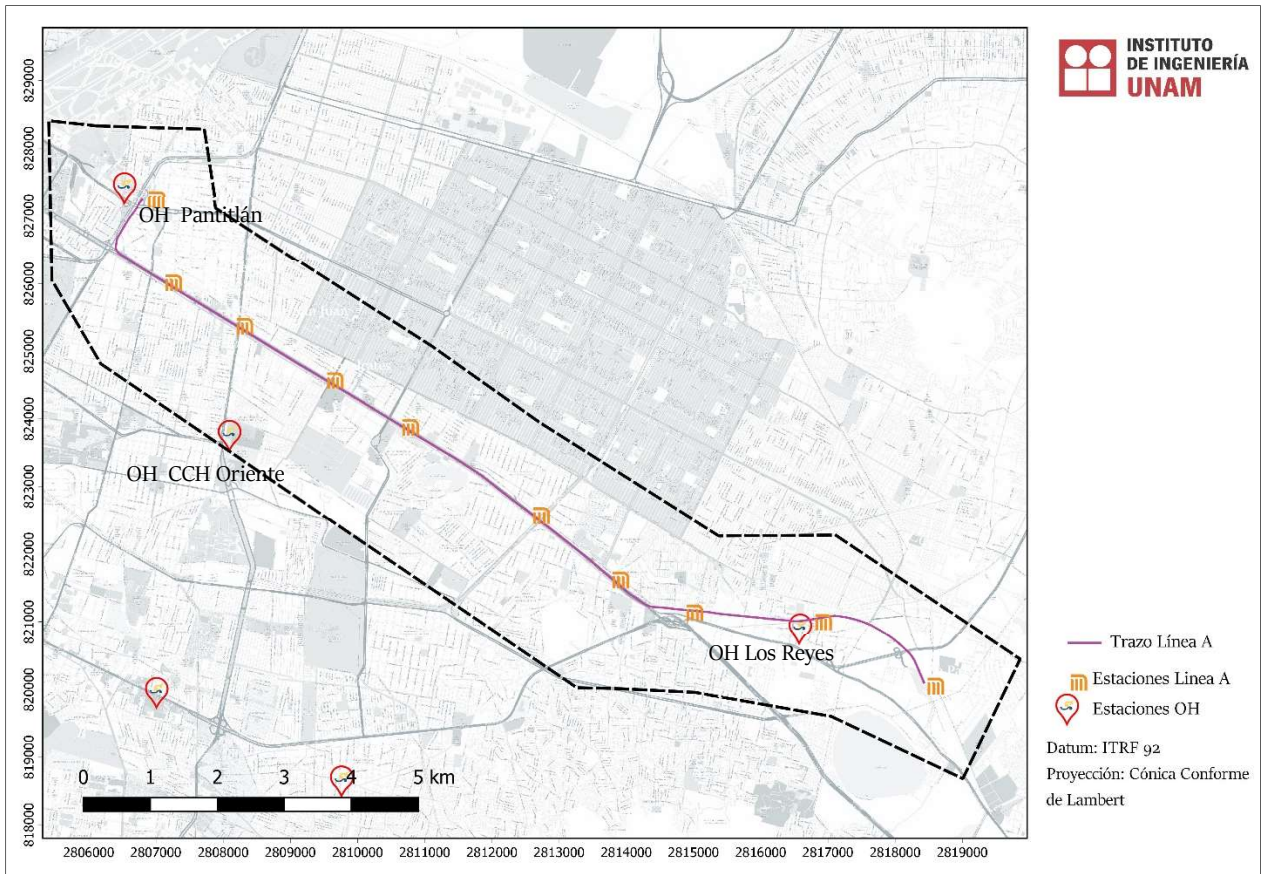 INSTITUTO
DE INGENIERÍA
UNAM
829000
828000
827000
826000
825000
824000
823000
822000
821000
820000
819000
818000
OH Pantitlán
OH CCH Oriente
OH Los Reyes
0 1 2 3 4 5 km
2806000 2807000 2808000 2809000 2810000 2811000 2812000 2813000 2814000 2815000 2816000 2817000 2818000 2819000
Trazo Línea A
Estaciones Linea A
Estaciones OH
Datum: ITRF 92
Proyección: Cónica Conforme
de Lambert